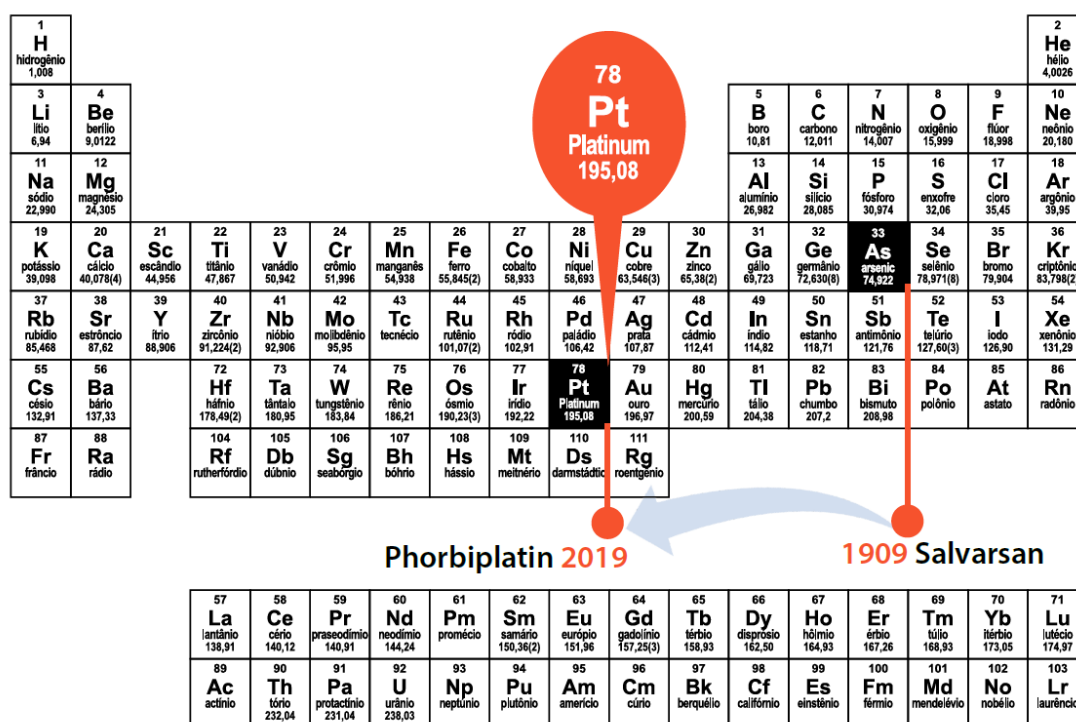 1 2
H He
hidrogênio hélio
1,008 4,0026
78
Pt
Platinum
195,08
3 4 5 6 7 8 9 10
Li Be B C N O F Ne
lítio berílio boro carbono nitrogênio oxigênio flúor neônio
6,94 9,0122 10,81 12,011 14,007 15,999 18,998 20,180
11 12 13 14 15 16 17 18
Na Mg Al Si P S Cl Ar
sódio magnésio alumínio silício fósforo enxofre cloro argônio
22,990 24,305 26,982 28,085 30,974 32,06 35,45 39,95
19 20 21 22 23 24 25 26 27 28 29 30 31 32 33 34 35 36
K Ca Sc Ti V Cr Mn Fe Co Ni Cu Zn Ga Ge As Se Br Kr
potássio cálcio escândio titânio vanádio crômio manganês ferro cobalto níquel cobre zinco gálio germânio arsenic selênio bromo criptônio
39,098 40,078(4) 44,956 47,867 50,942 51,996 54,938 55,845(2) 58,933 58,693 63,546(3) 65,38(2) 69,723 72,630(8) 74,922 78,971(8) 79,904 83,798(2
37 38 39 40 41 42 43 44 45 46 47 48 49 50 51 52 53 54
Rb Sr Y Zr Nb Mo Tc Ru Rh Pd Ag Cd In Sn Sb Te I Xe
rubídio estrôncio ítrio zircônio nióbio molibdênio tecnécio rutênio ródio paládio prata cádmio índio estanho antimônio telúrio iodo xenônio
85,468 87,62 88,906 91,224(2) 92,906 95,95 101,07(2) 102,91 106,42 107,87 112,41 114,82 118,71 121,76 127,60(3) 126,90 131,29
55 56 72 73 74 75 76 77 78 79 80 81 82 83 84 85 86
Cs Ba Hf Ta W Re Os Ir Pt Au Hg Tl Pb Bi Po At Rn
césio bário háfnio tântalo tungstênio rênio ósmio irídio Platinum ouro mercúrio tálio chumbo bismuto polônio astato radônio
132,91 137,33 178,49(2) 180,95 183,84 186,21 190,23(3) 192,22 195,08 196,97 200,59 204,38 207,2 208,98
87 88 104 105 106 107 108 109 110 111
Fr Ra Rf Db Sg Bh Hs Mt Ds Rg
frâncio rádio rutherfórdio dúbnio seabórgio bóhrio hássio meitnério darmstádtic roentgênio
Phorbiplatin 2019 1909 Salvarsan
57 58 59 60 61 62 63 64 65 66 67 68 69 70 71
La Ce Pr Nd Pm Sm Eu Gd Tb Dy Ho Er Tm Yb Lu
lantânio cério praseodímio neodímio promécio samário európio gadolínio térbio disprósio hólmio érbio túlio itérbio lutécio
138,91 140,12 140,91 144,24 150,36(2) 151,96 157,25(3) 158,93 162,50 164,93 167,26 168,93 173,05 174,97
89 90 91 92 93 94 95 96 97 98 99 100 101 102 103
Ac Th Pa U Np Pu Am Cm Bk Cf Es Fm Md No Lr
actínio tório protactínio urânio neptúnio plutônio amerício cúrio berquélio califórnio einstênio férmio mendelévio nobélio laurêncio
232,04 231,04 238,03